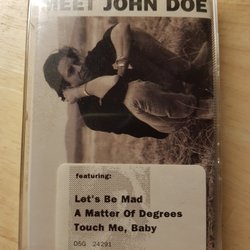 MEET JOHN DOE
featuring:
Let's Be Mad
A Matter Of Degrees
Touch Me, Baby
DSG 24291